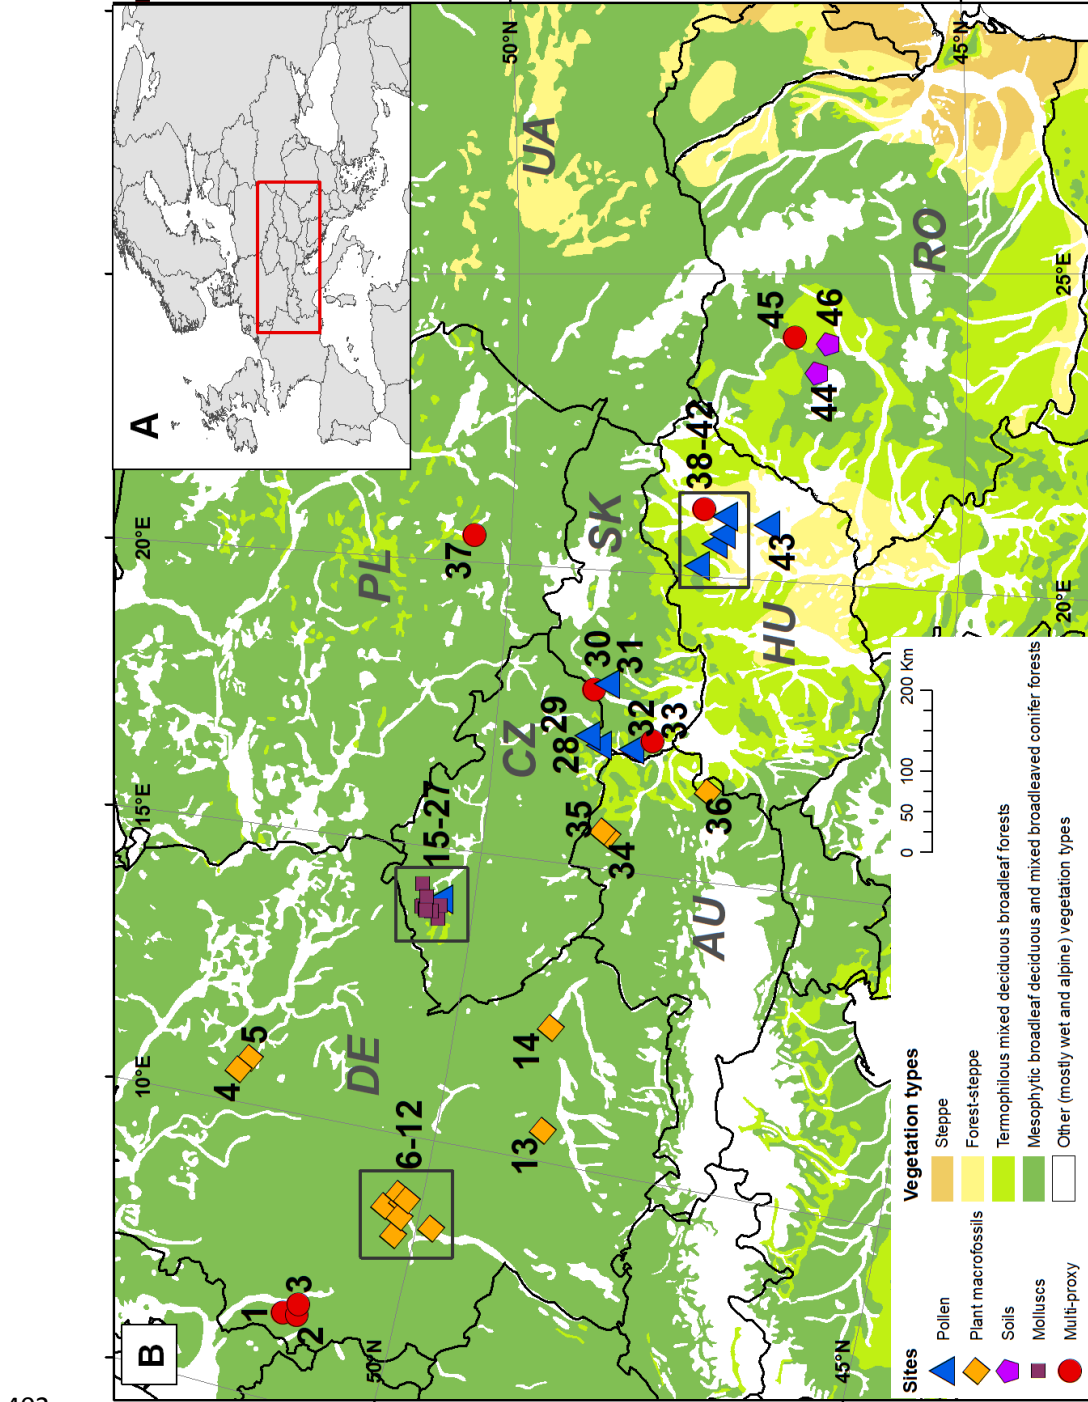 A
B
50°N
45°N
UA
RO
25°E
20°E
PL
37
SK
38-42
43
HU
45
46
44
20°E
15°E
CZ
28
29
30
31
32
33
35
34
36
15-27
AU
10°E
DE
4
5
14
13
6-12
1
2
3
50°N
45°N
0 50 100 200 Km
Sites
Pollen
Plant macrofossils
Soils
Molluscs
Multi-proxy
Vegetation types
Steppe
Forest-steppe
Termophilous mixed deciduous broadleaf forests
Mesophytic broadleaf deciduous and mixed broadleaved conifer forests
Other (mostly wet and alpine) vegetation types